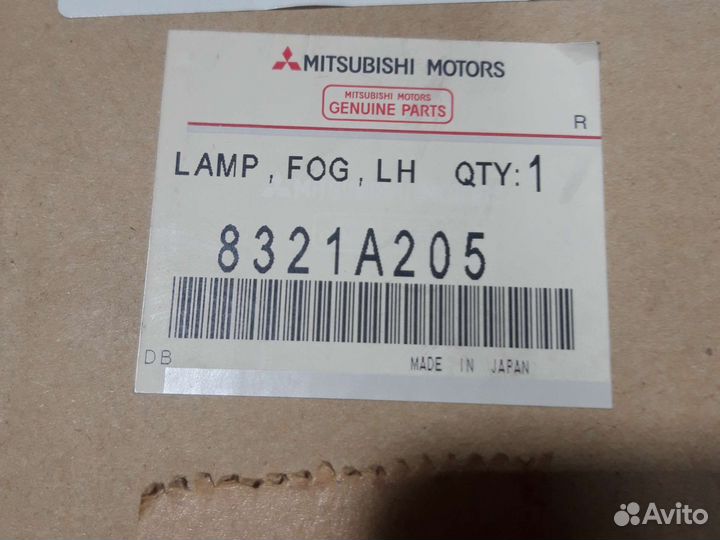 MITSUBISHI MOTORS
MITSUBISHI MOTORS
GENUINE PARTS
R
LAMP, FOG, LH QTY:1
8321A205
DB
MADE IN JAPAN
Avito